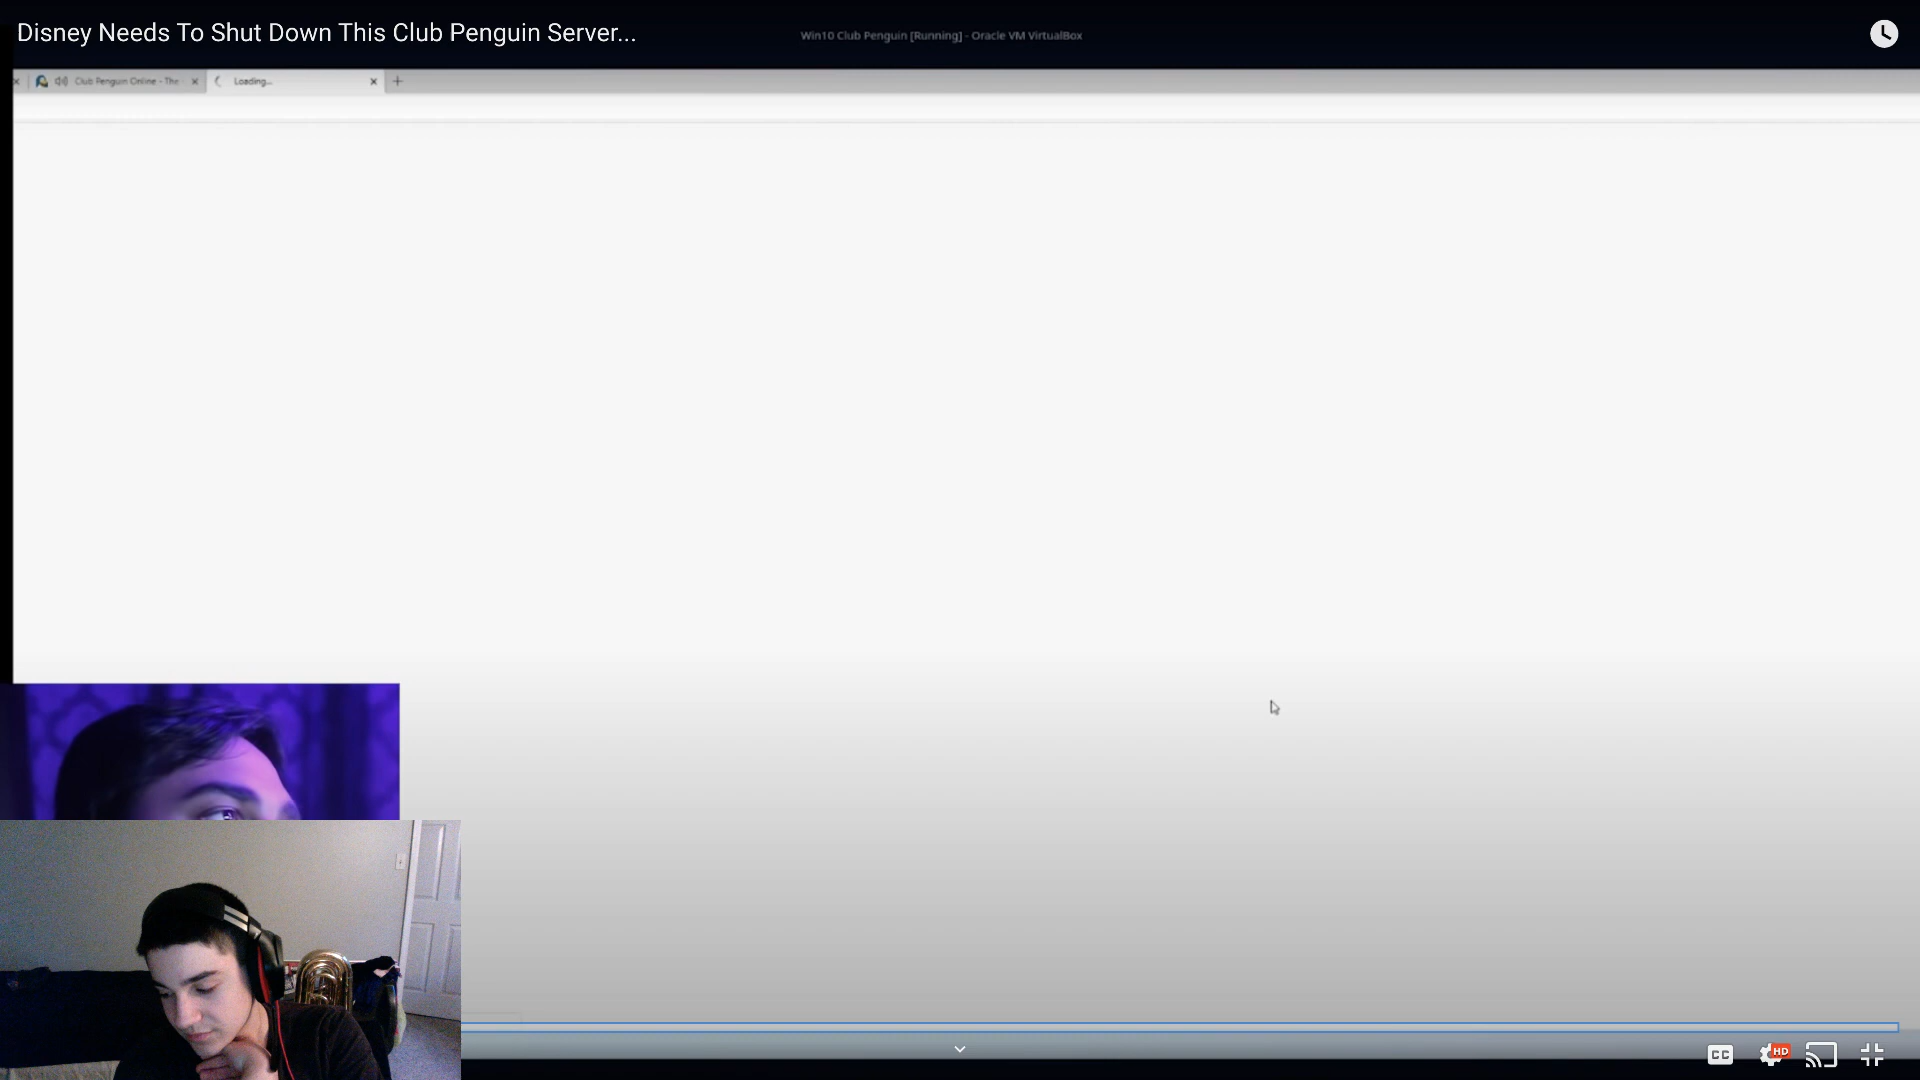 Disney Needs To Shut Down This Club Penguin Server...
Win10 Club Penguin [Running] - Oracle VM VirtualBox
Club Penguin Online - The
Loading...
CC
HD